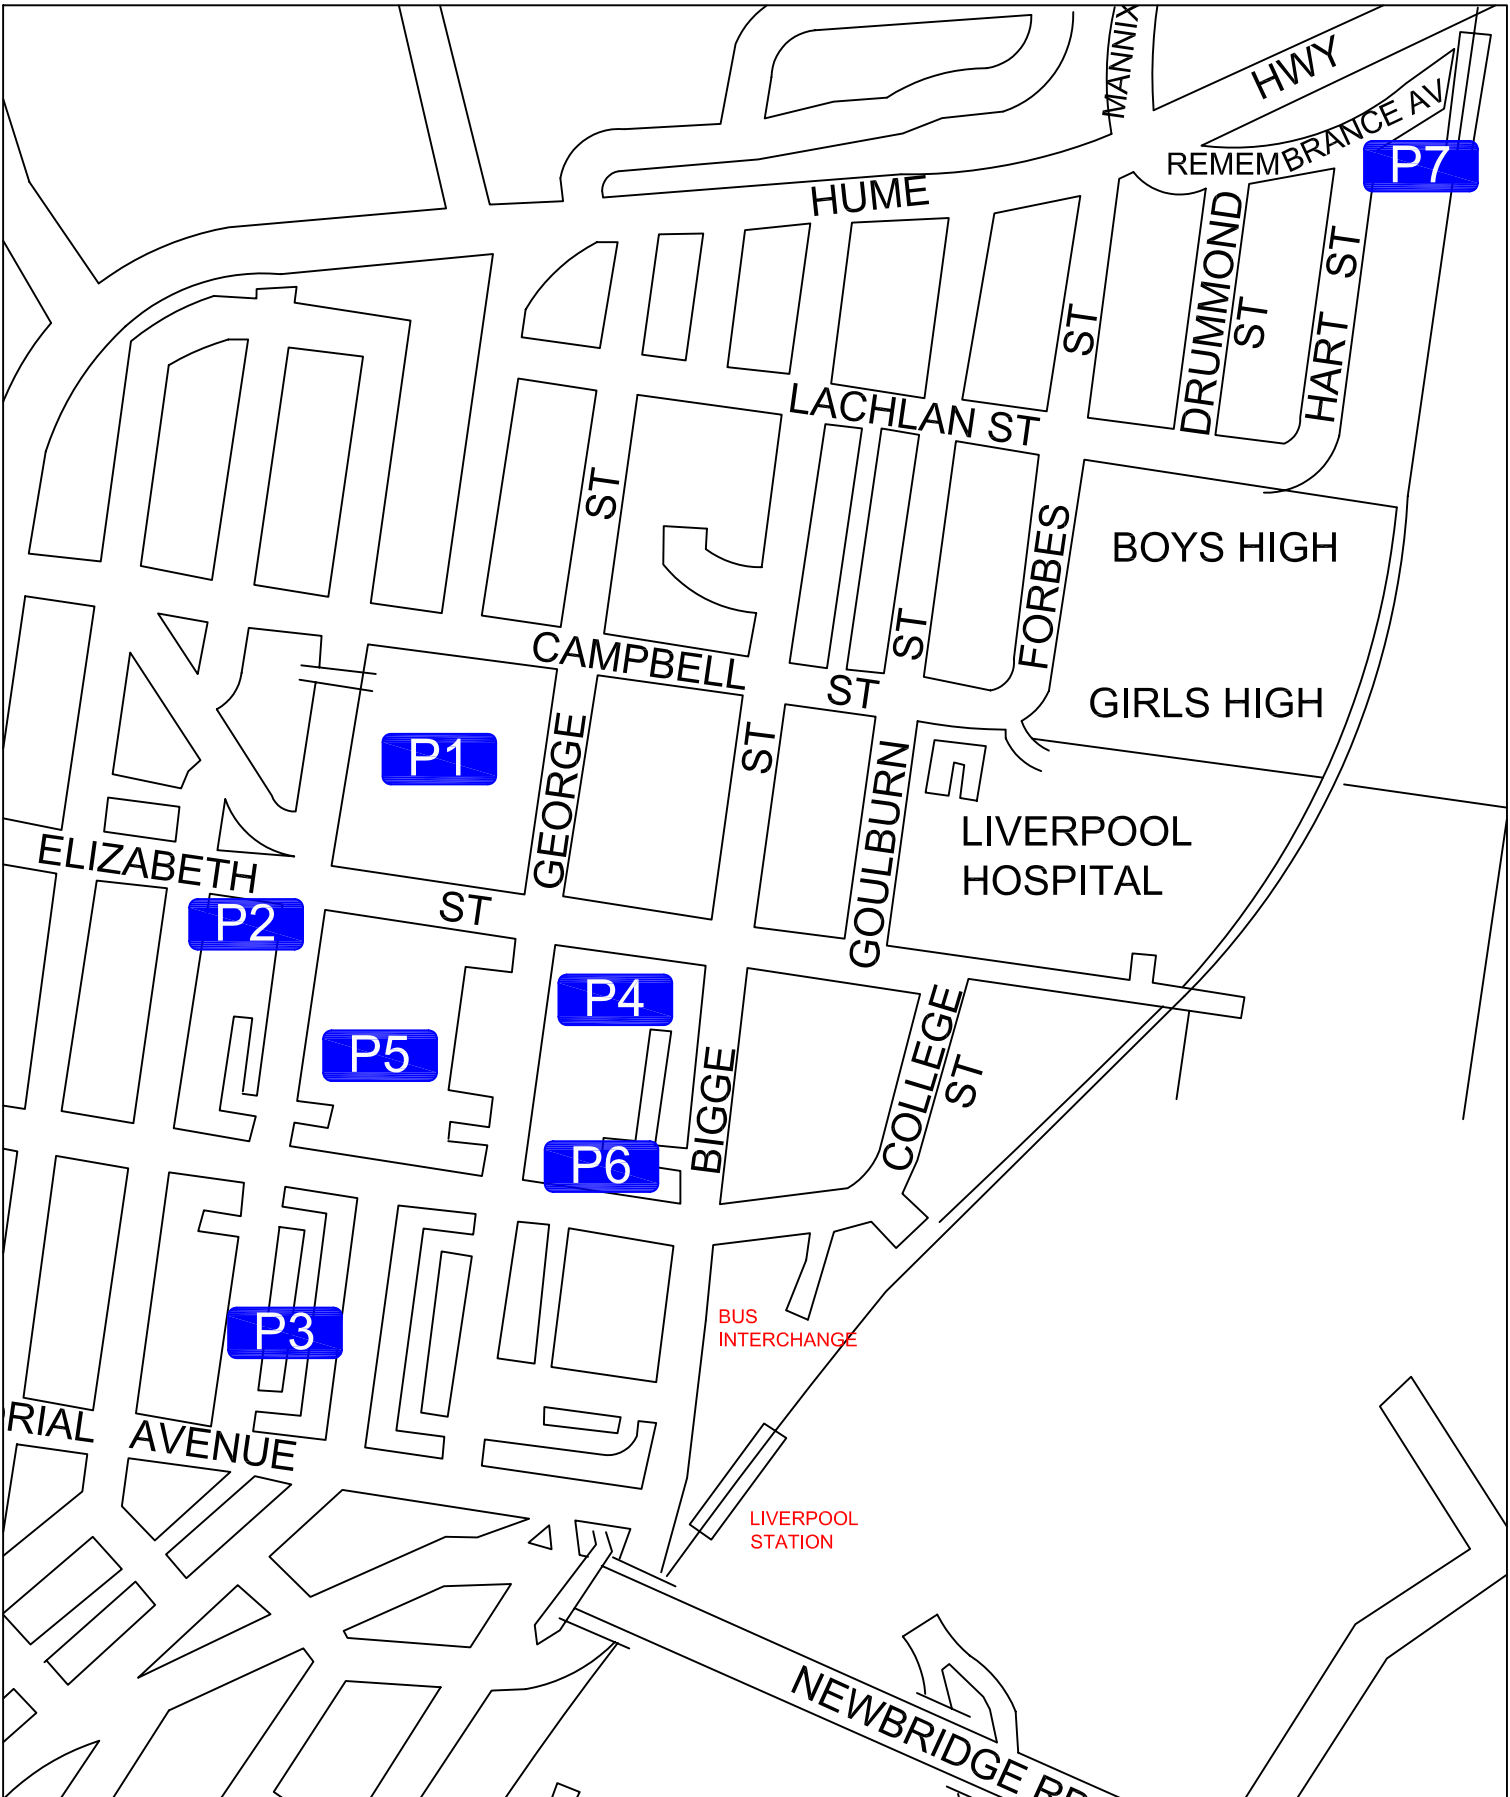 MANNIX
HWY
REMEMBRANCE AV
P7
HUME
DRUMMOND
ST
HART ST
ST
LACHLAN ST
ST
FORBES
BOYS HIGH
ST
CAMPBELL
ST
GIRLS HIGH
P1
GEORGE
ST
GOULBURN
LIVERPOOL
HOSPITAL
ELIZABETH
ST
P2
P4
COLLEGE
ST
P5
BIGGE
P6
P3
BUS
INTERCHANGE
RIAL AVENUE
LIVERPOOL
STATION
NEWBRIDGE